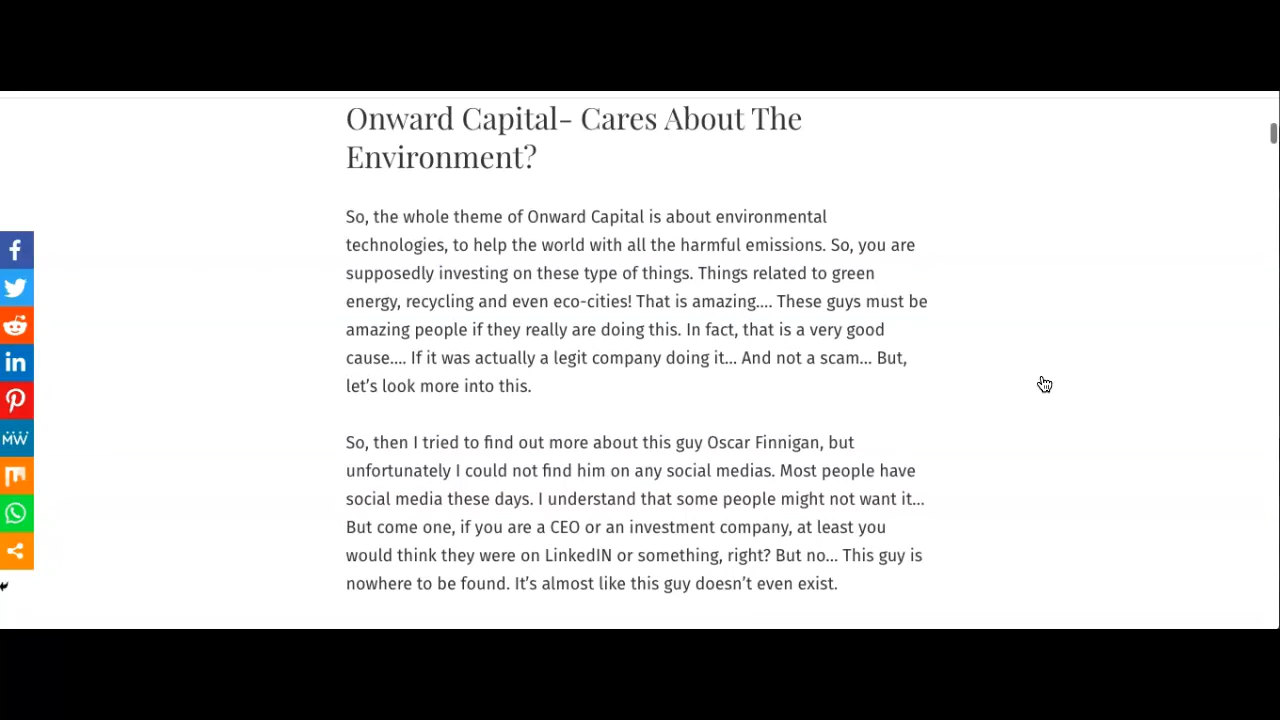 Onward Capital- Cares About The
Environment?
So, the whole theme of Onward Capital is about environmental
technologies, to help the world with all the harmful emissions. So, you are
supposedly investing on these type of things. Things related to green
energy, recycling and even eco-cities! That is amazing.... These guys must be
amazing people if they really are doing this. In fact, that is a very good
cause.... If it was actually a legit company doing it... And not a scam... But,
let's look more into this.
So, then I tried to find out more about this guy Oscar Finnigan, but
unfortunately I could not find him on any social medias. Most people have
social media these days. I understand that some people might not want it...
But come one, if you are a CEO or an investment company, at least you
would think they were on LinkedIN or something, right? But no... This guy is
nowhere to be found. It's almost like this guy doesn't even exist.
f
in
MW